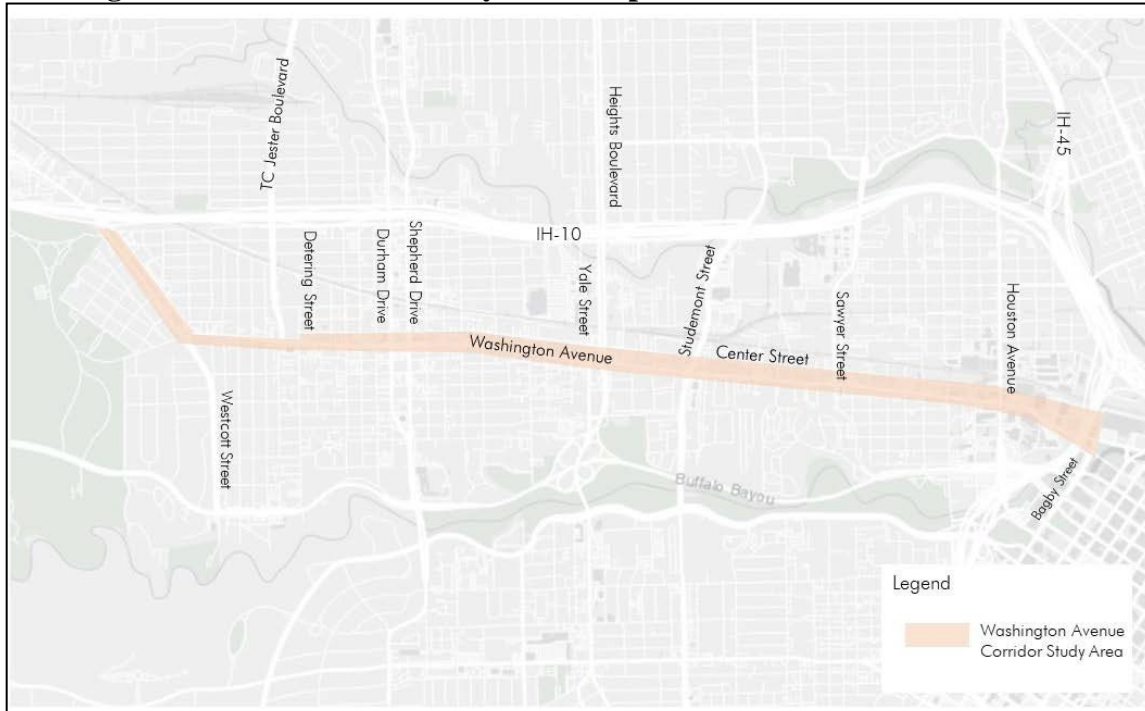 TC Jester Boulevard
Heights Boulevard
IH-45
Detering Street
Durham Drive
Shepherd Drive
IH-10
Yale Street
Studemont Street
Sawyer Street
Houston Avenue
Washington Avenue
Center Street
Westcott Street
Buffalo Bayou
Bagby Street
Legend
Washington Avenue
Corridor Study Area